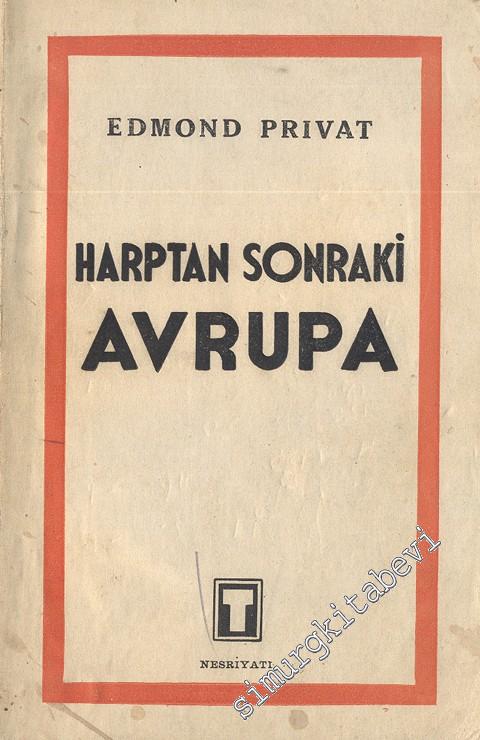 EDMOND PRIVAT
HARPTAN SONRAKİ
AVRUPA
T
NEŞRİYATI
simurgkitabevi